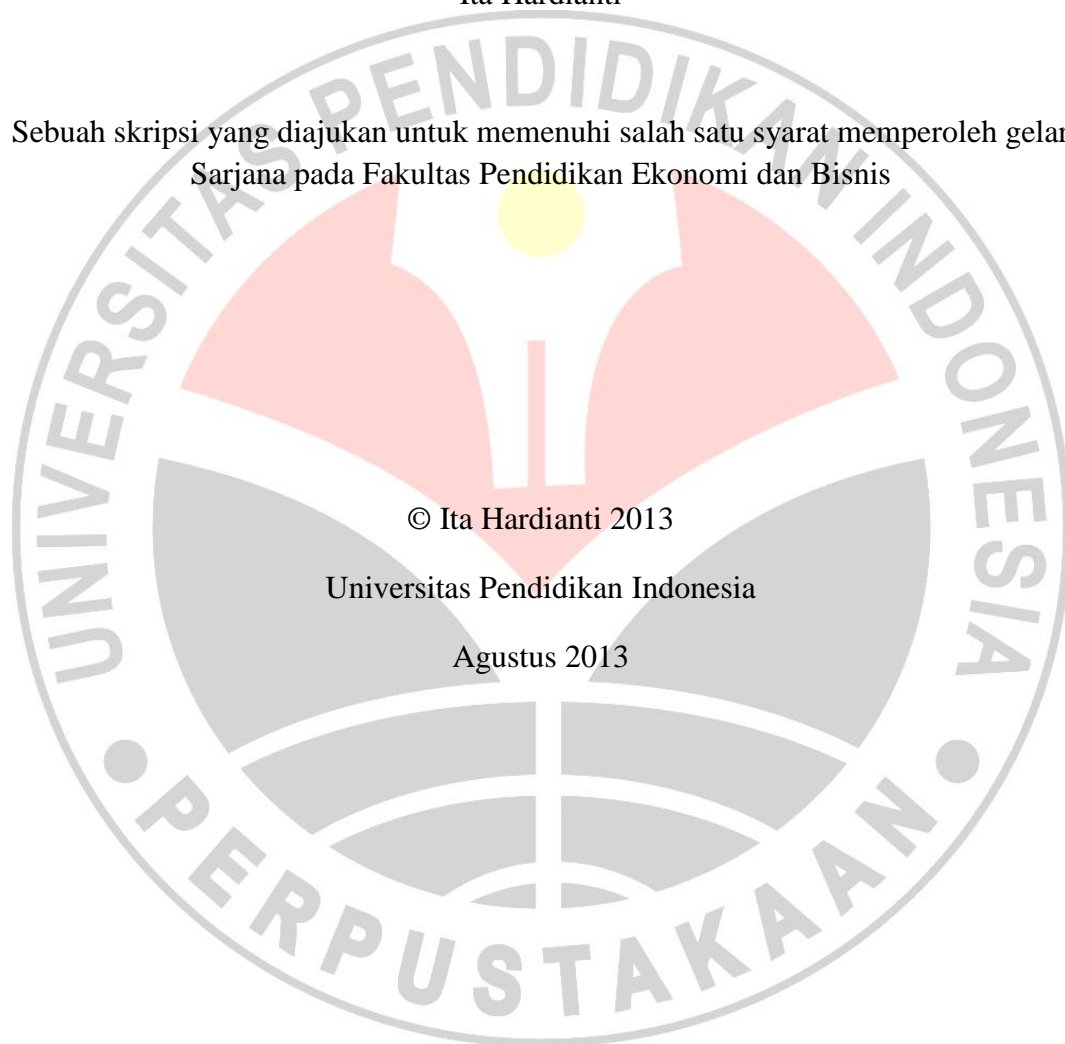 Ita Hardianti
Sebuah skripsi yang diajukan untuk memenuhi salah satu syarat memperoleh gelar
Sarjana pada Fakultas Pendidikan Ekonomi dan Bisnis
© Ita Hardianti 2013
Universitas Pendidikan Indonesia
Agustus 2013
UNIVERSITAS PENDIDIKAN INDONESIA
PERPUSTAKAAN